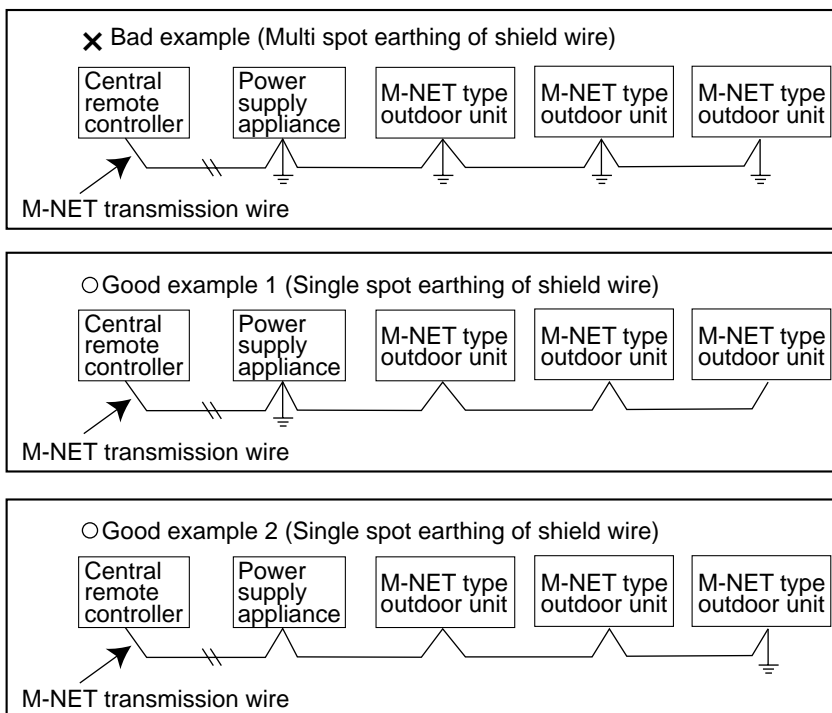 ✕ Bad example (Multi spot earthing of shield wire)
Central
remote
controller
Power
supply
appliance
M-NET type
outdoor unit
M-NET type
outdoor unit
M-NET type
outdoor unit
M-NET transmission wire
○Good example 1 (Single spot earthing of shield wire)
Central
remote
controller
Power
supply
appliance
M-NET type
outdoor unit
M-NET type
outdoor unit
M-NET type
outdoor unit
M-NET transmission wire
○Good example 2 (Single spot earthing of shield wire)
Central
remote
controller
Power
supply
appliance
M-NET type
outdoor unit
M-NET type
outdoor unit
M-NET type
outdoor unit
M-NET transmission wire